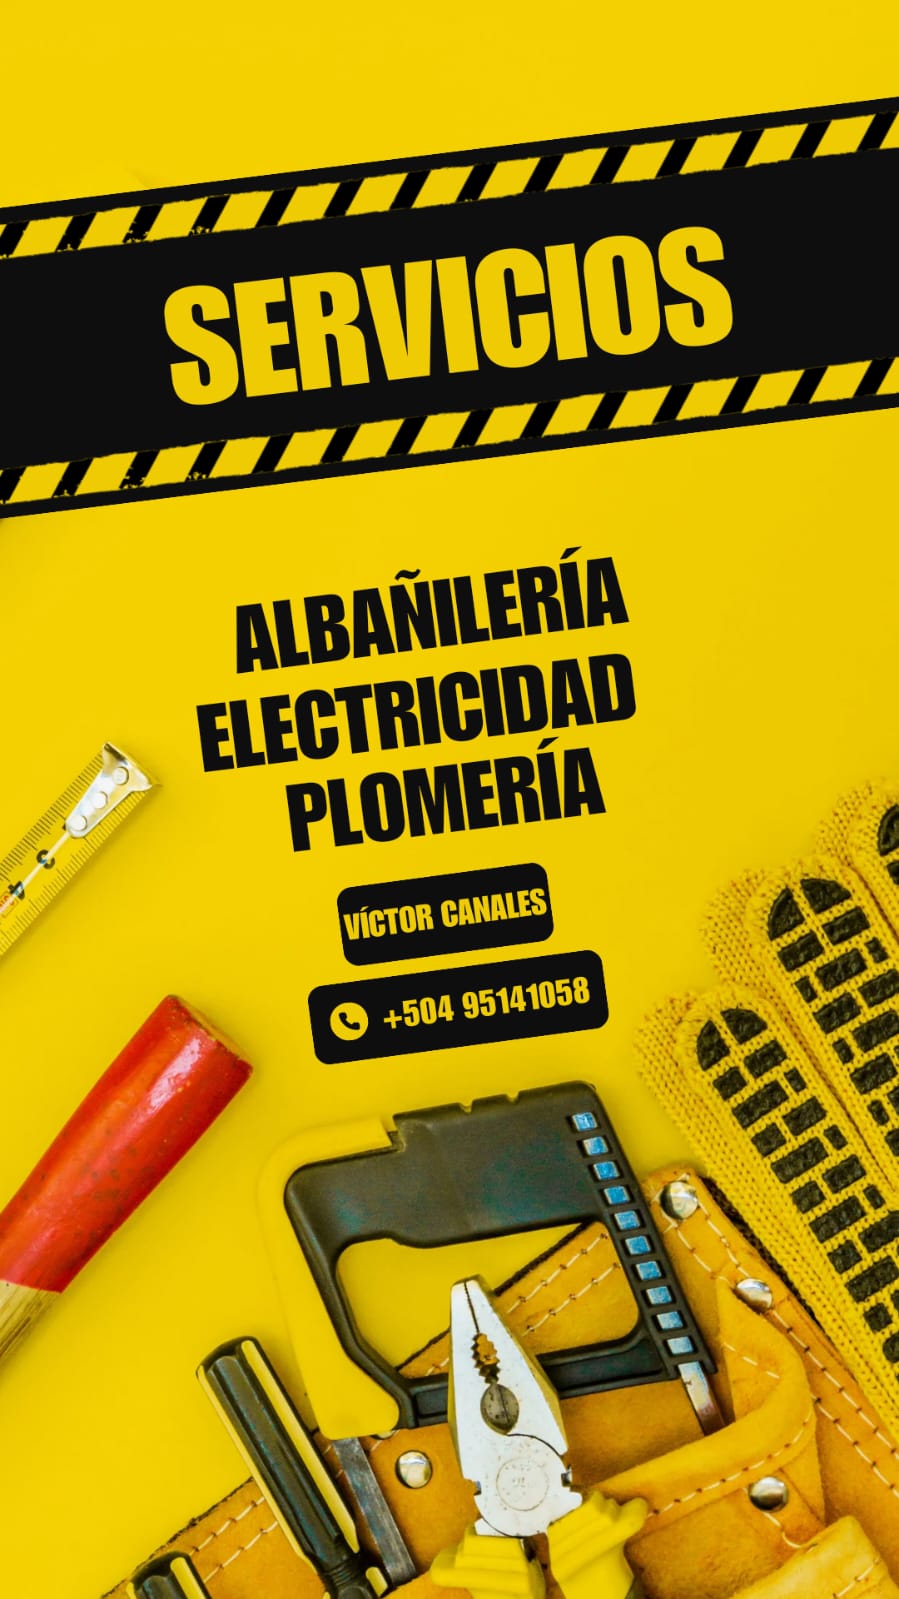 SERVICIOS
ALBAÑILERÍA
ELECTRICIDAD
PLOMERÍA
VÍCTOR CANALES
+504 95141058